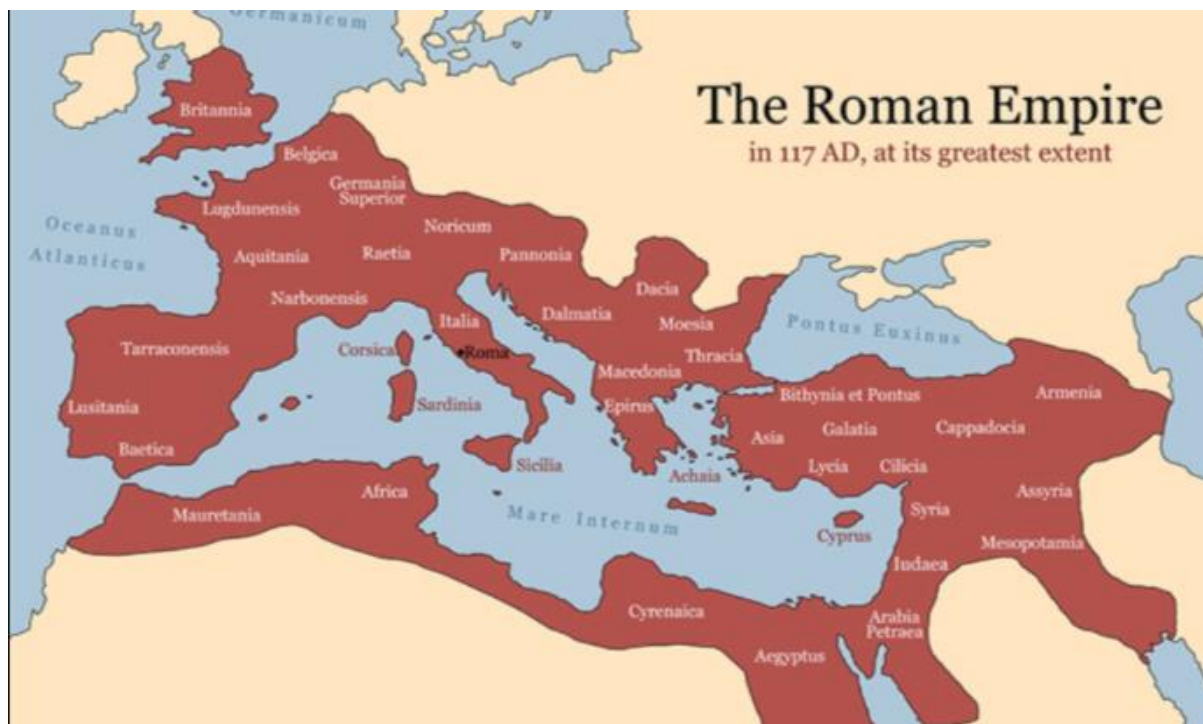 Germanicum
The Roman Empire
in 117 AD, at its greatest extent
Britannia
Belgica
Germania
Superior
Lugdunensis
Noricum
Oceanus
Atlanticus
Aquitania
Raetia
Pannonia
Dacia
Narbonensis
Italia
Dalmatia
Moesia
Pontus Euxinus
Tarraconensis
Corsica
Roma
Thracia
Macedonia
Bithynia et Pontus
Armenia
Lusitania
Sardinia
Epirus
Asia
Galatia
Cappadocia
Baetica
Sicilia
Achaia
Lycia
Cilicia
Mauretania
Africa
Mare Internum
Cyprus
Syria
Assyria
Mesopotamia
Iudaea
Cyrenaica
Arabia
Petraea
Aegyptus